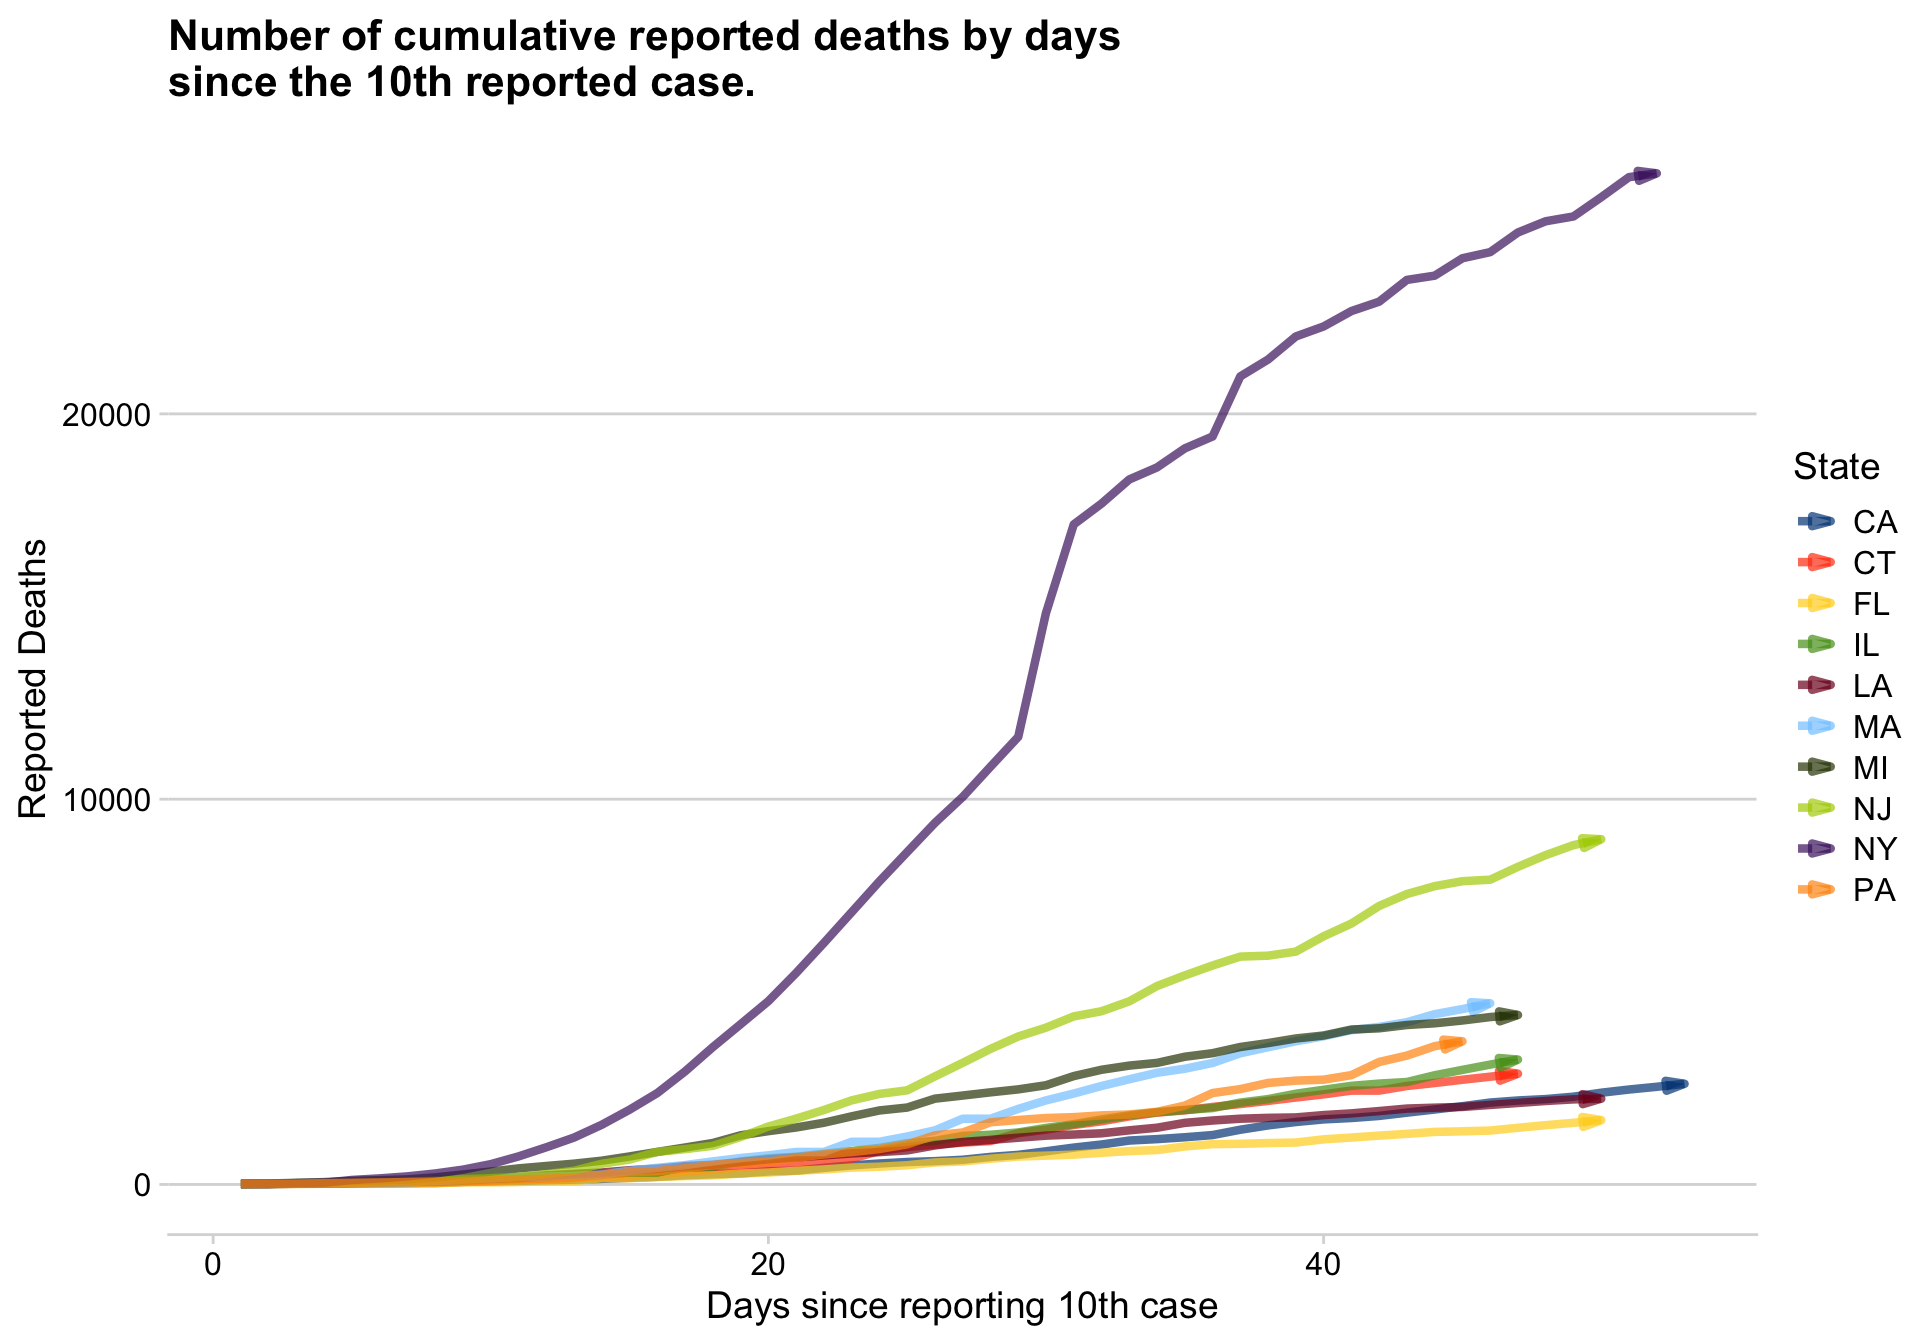 Number of cumulative reported deaths by days
since the 10th reported case.
20000
10000
0
Reported Deaths
0 20 40
Days since reporting 10th case
State
CA
CT
FL
IL
LA
MA
MI
NJ
NY
PA